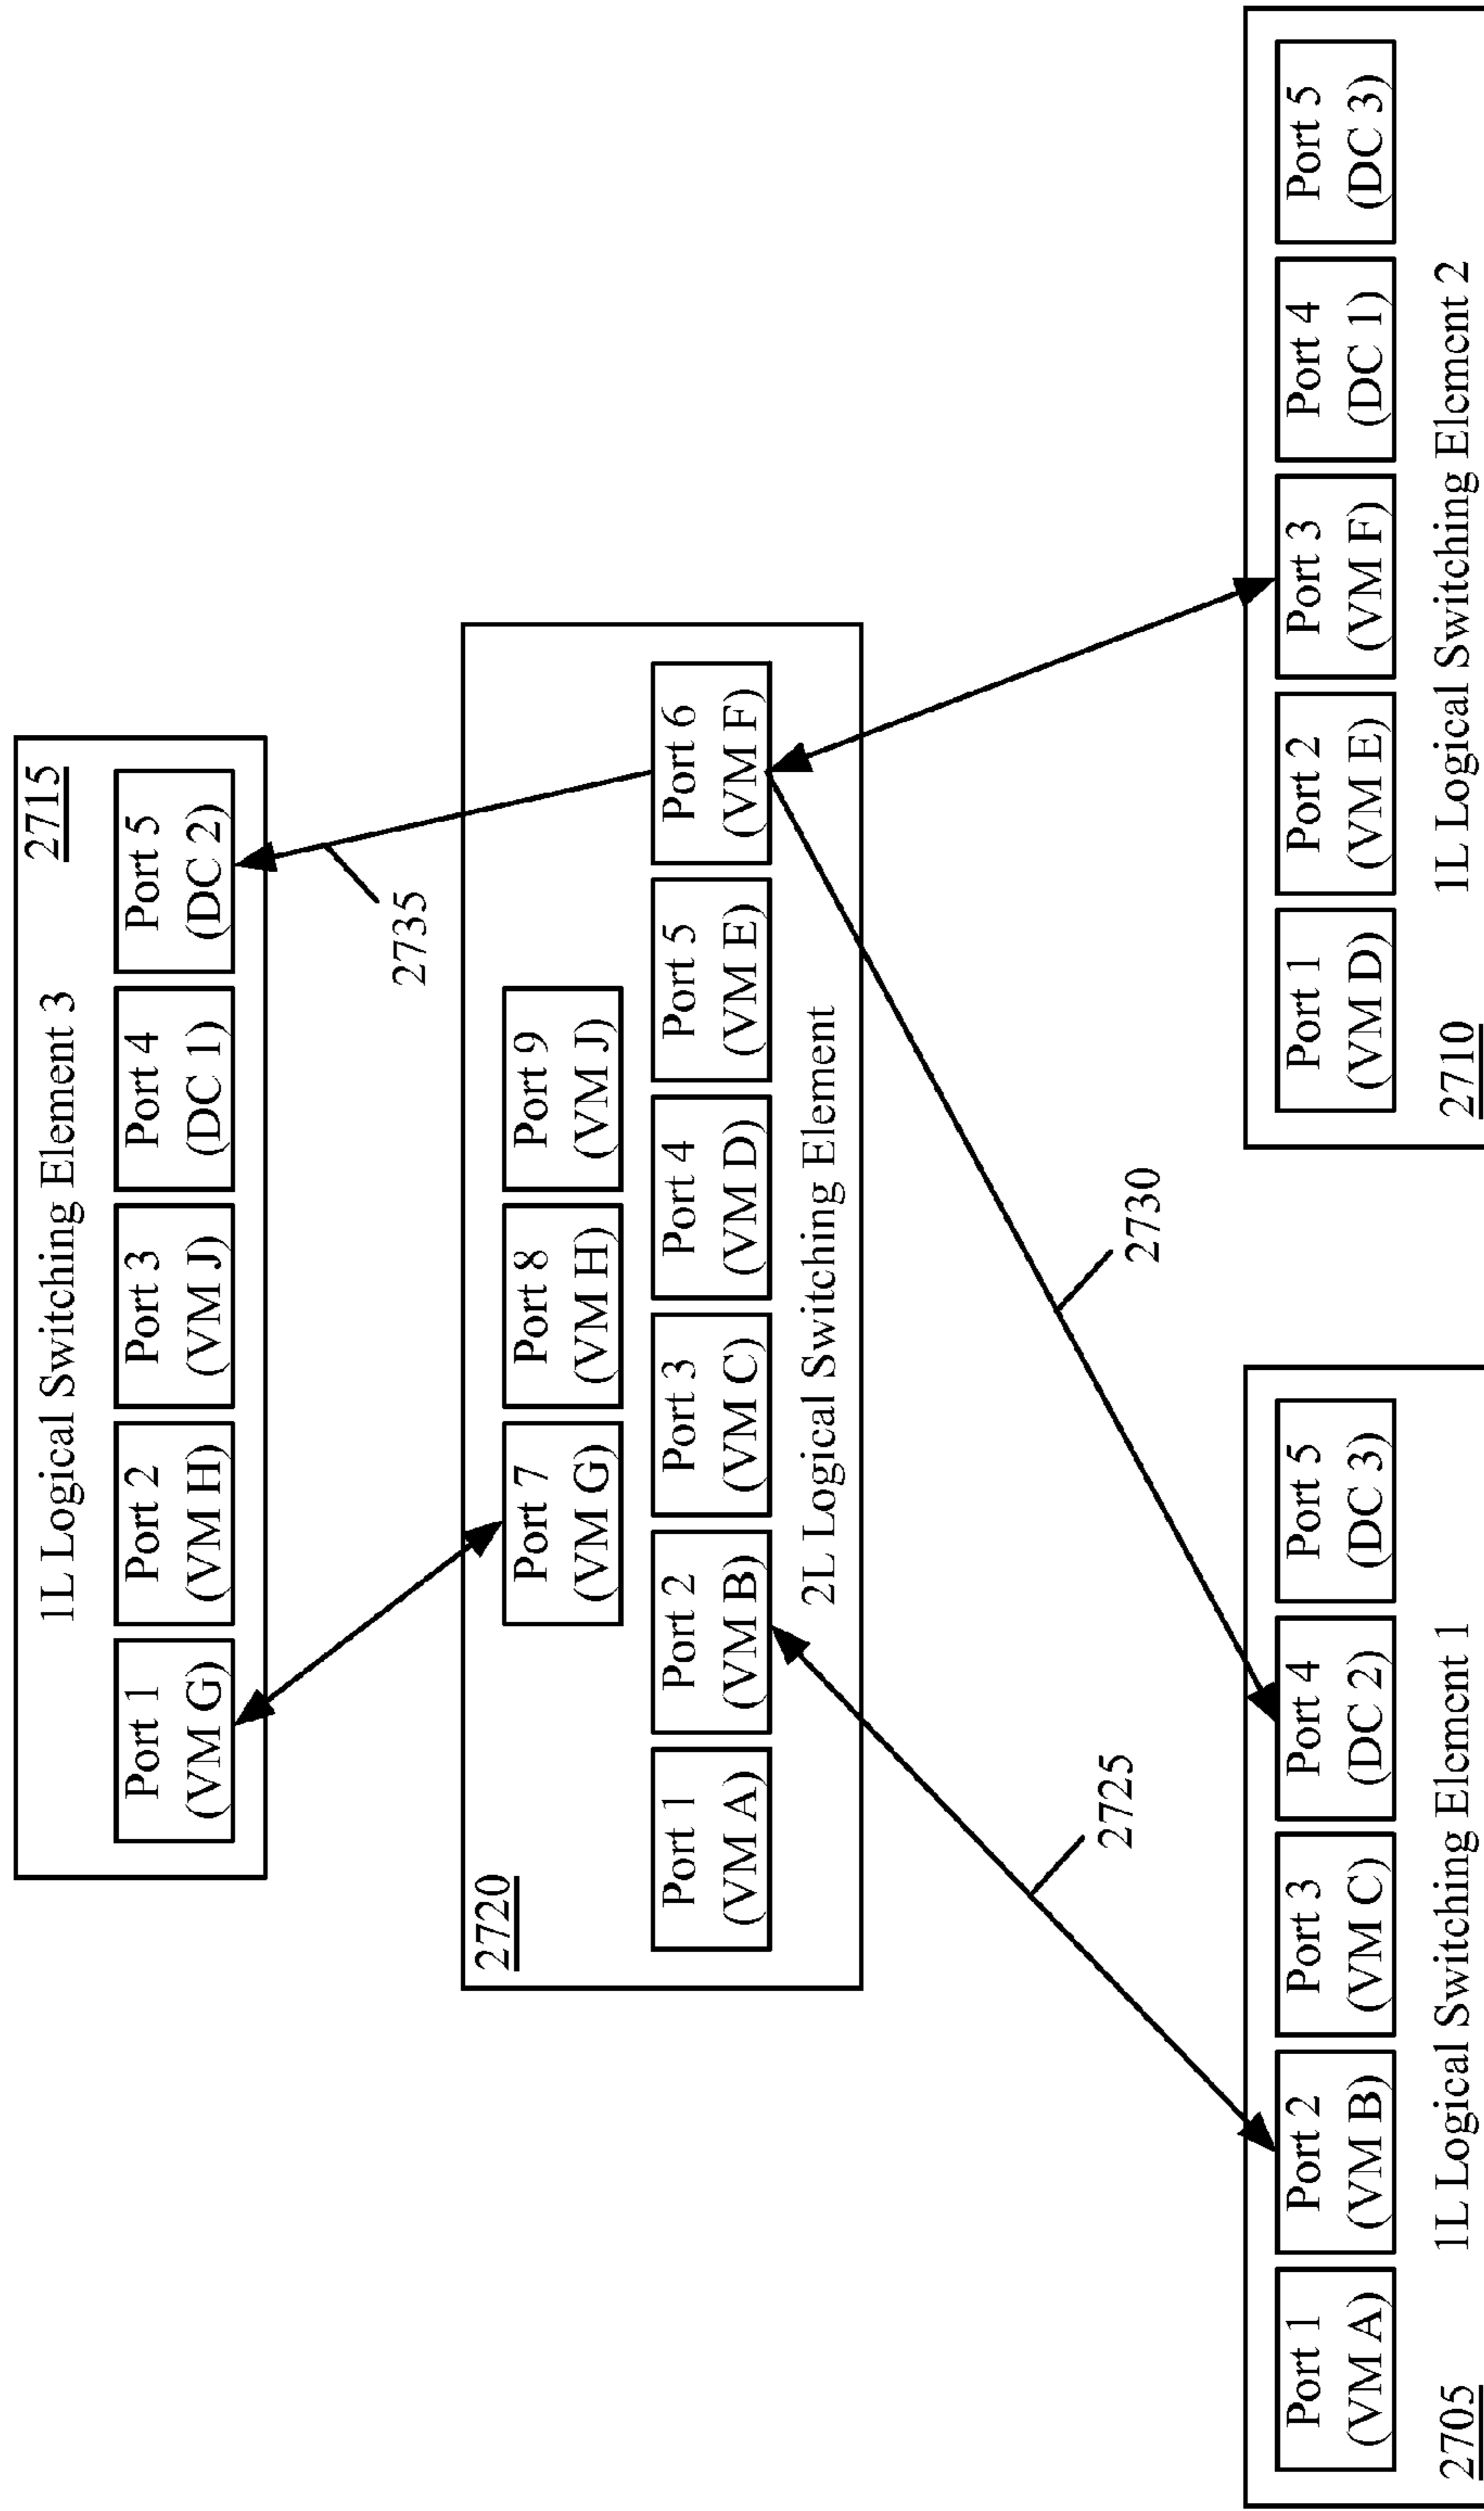 1L Logical Switching Element 3
2715
Port 1
(VM G)
Port 2
(VM H)
Port 3
(VM J)
Port 4
(DC 1)
Port 5
(DC 2)
2735
2720
Port 7
(VM G)
Port 8
(VM H)
Port 9
(VM J)
Port 1
(VM A)
Port 2
(VM B)
Port 3
(VM C)
Port 4
(VM D)
Port 5
(VM E)
Port 6
(VM F)
2L Logical Switching Element
2725
2730
Port 1
(VM A)
Port 2
(VM B)
Port 3
(VM C)
Port 4
(DC 2)
Port 5
(DC 3)
2705
1L Logical Switching Element 1
Port 1
(VM D)
Port 2
(VM E)
Port 3
(VM F)
Port 4
(DC 1)
Port 5
(DC 3)
2710
1L Logical Switching Element 2